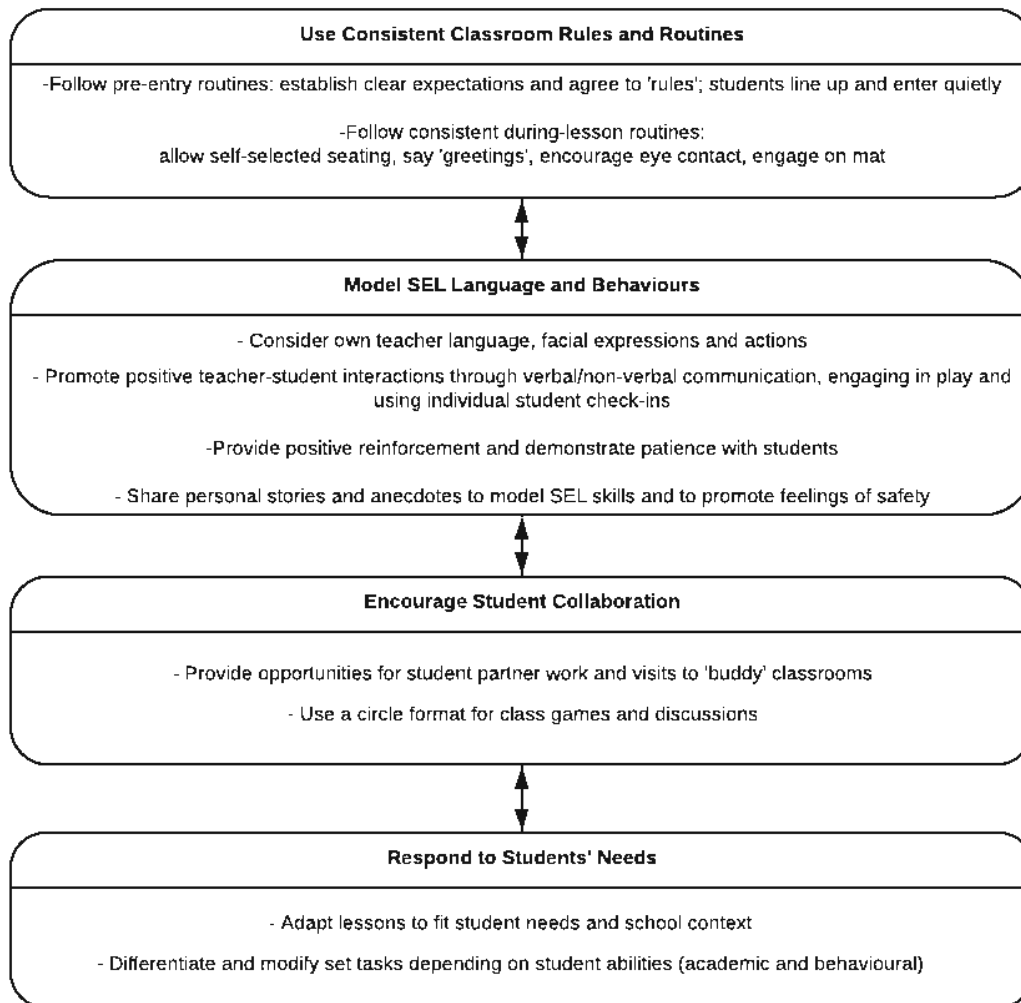 Use Consistent Classroom Rules and Routines
-Follow pre-entry routines: establish clear expectations and agree to 'rules'; students line up and enter quietly
-Follow consistent during-lesson routines:
allow self-selected seating, say 'greetings', encourage eye contact, engage on mat
Model SEL Language and Behaviours
- Consider own teacher language, facial expressions and actions
- Promote positive teacher-student interactions through verbal/non-verbal communication, engaging in play and
using individual student check-ins
-Provide positive reinforcement and demonstrate patience with students
- Share personal stories and anecdotes to model SEL skills and to promote feelings of safety
Encourage Student Collaboration
- Provide opportunities for student partner work and visits to 'buddy' classrooms
- Use a circle format for class games and discussions
Respond to Students' Needs
- Adapt lessons to fit student needs and school context
- Differentiate and modify set tasks depending on student abilities (academic and behavioural)